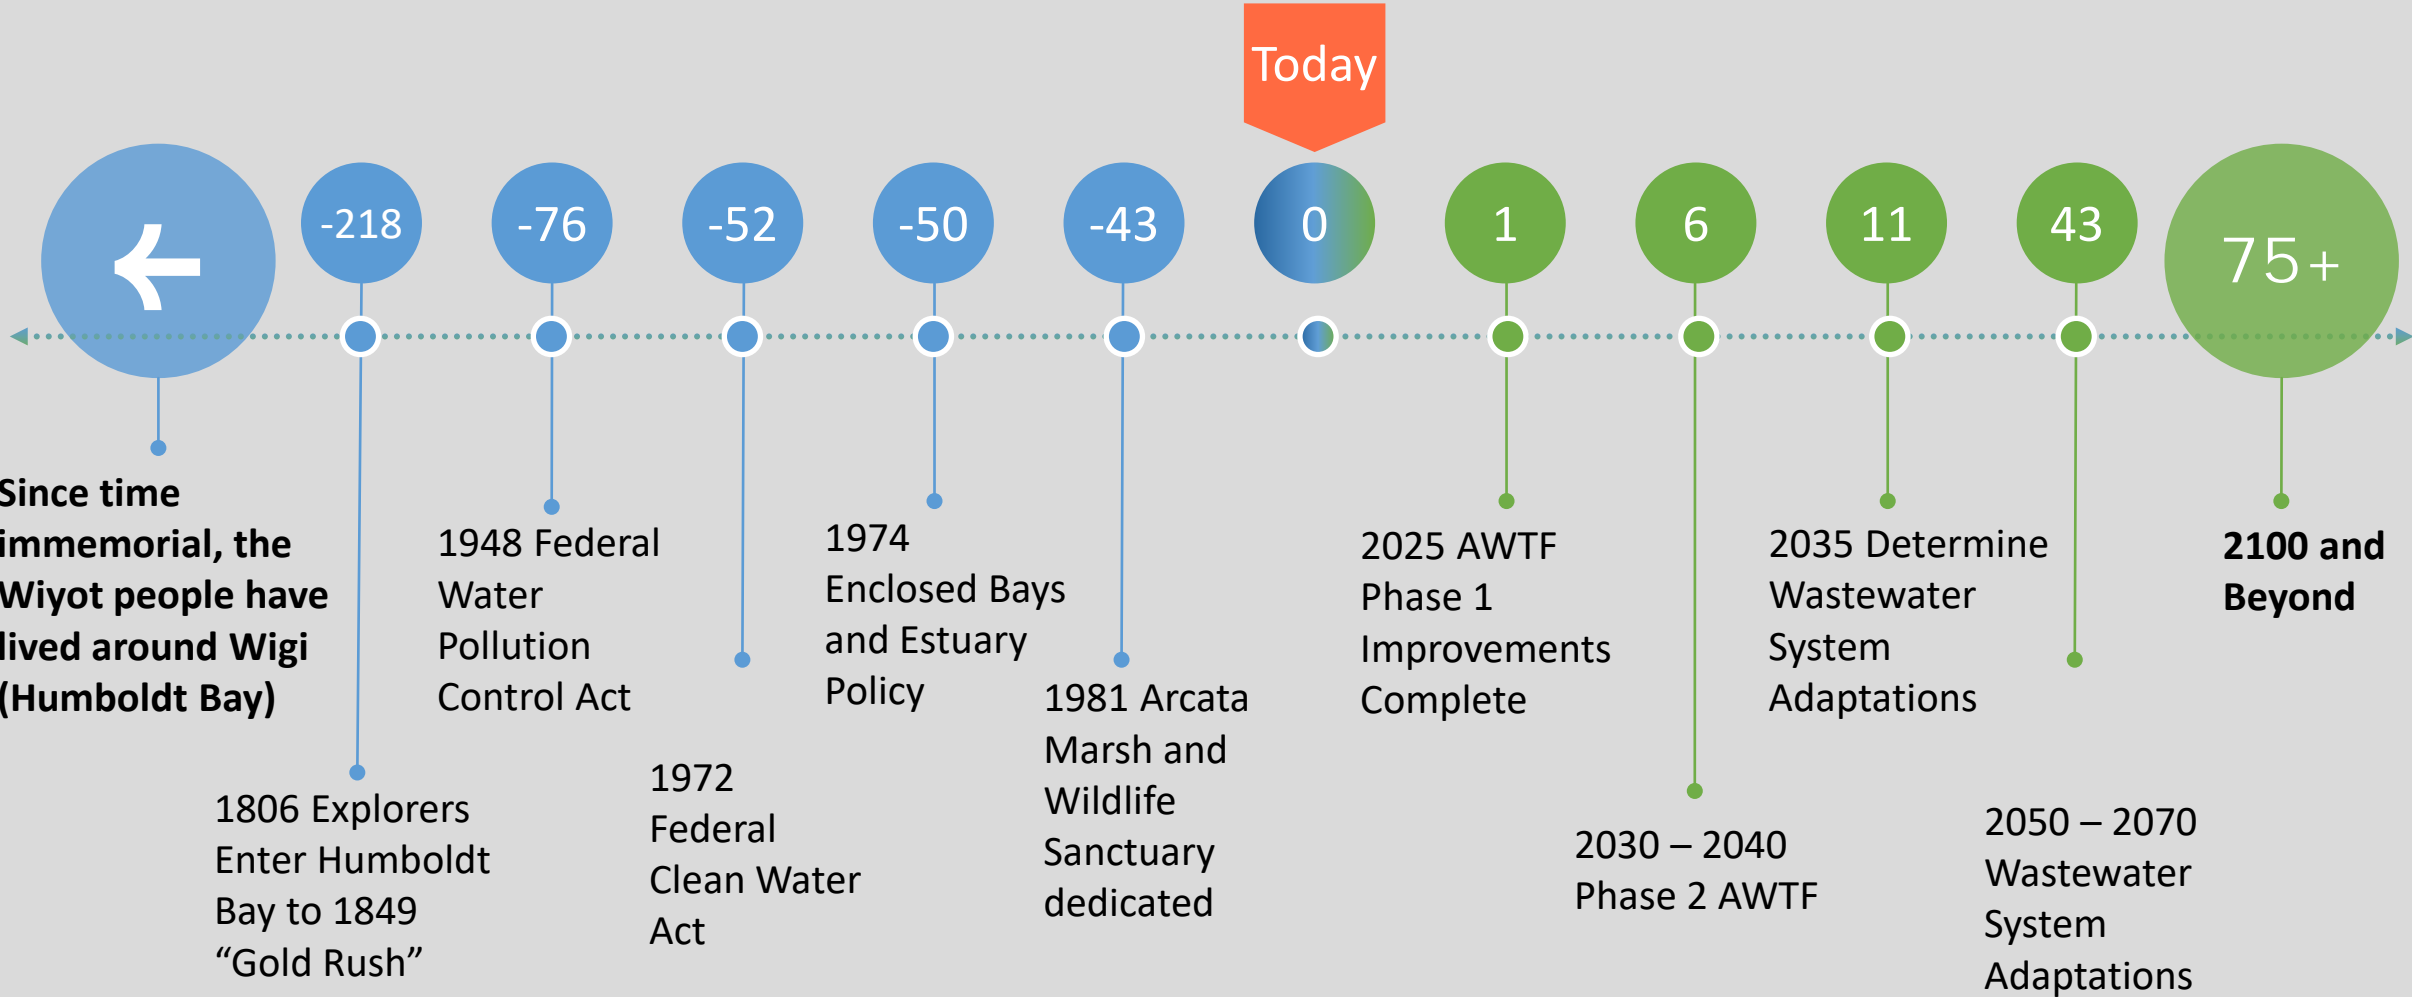 Today
-218
-76
-52
-50
-43
0
1
6
11
43
75+
Since time
immemorial, the
Wiyot people have
lived around Wigi
(Humboldt Bay)
1806 Explorers
Enter Humboldt
Bay to 1849
“Gold Rush”
1948 Federal
Water
Pollution
Control Act
1972
Federal
Clean Water
Act
1974
Enclosed Bays
and Estuary
Policy
1981 Arcata
Marsh and
Wildlife
Sanctuary
dedicated
2025 AWTF
Phase 1
Improvements
Complete
2030 – 2040
Phase 2 AWTF
2035 Determine
Wastewater
System
Adaptations
2050 – 2070
Wastewater
System
Adaptations
2100 and
Beyond